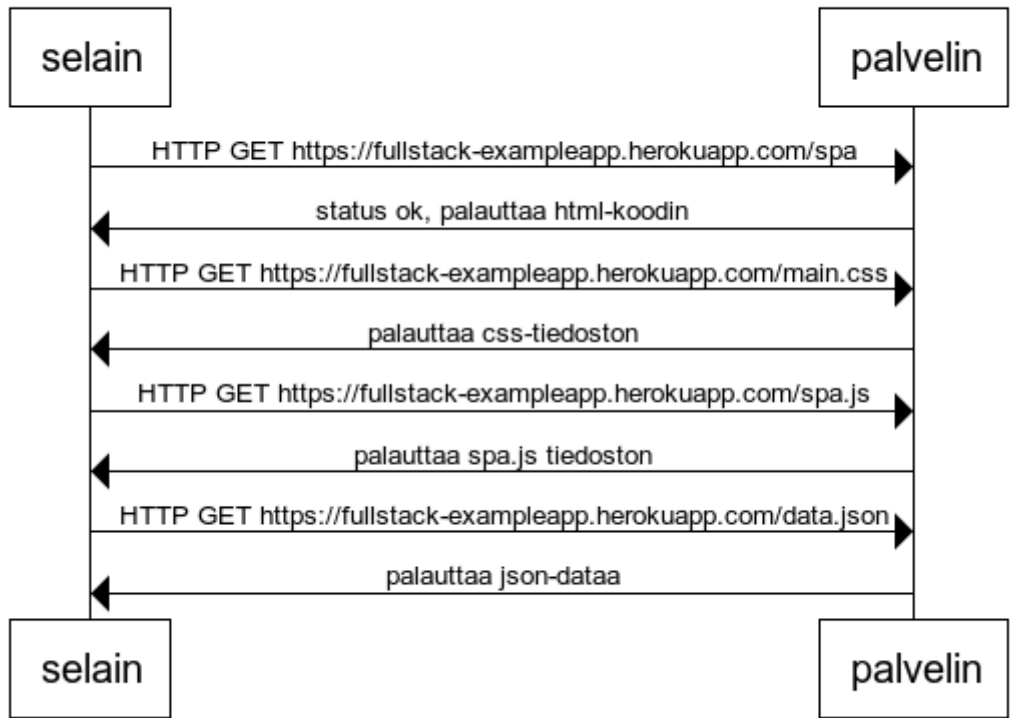 selain
palvelin
HTTP GET https://fullstack-exampleapp.herokuapp.com/spa
status ok, palauttaa html-koodin
HTTP GET https://fullstack-exampleapp.herokuapp.com/main.css
palauttaa css-tiedoston
HTTP GET https://fullstack-exampleapp.herokuapp.com/spa.js
palauttaa spa.js tiedoston
HTTP GET https://fullstack-exampleapp.herokuapp.com/data.json
palauttaa json-dataa
selain
palvelin